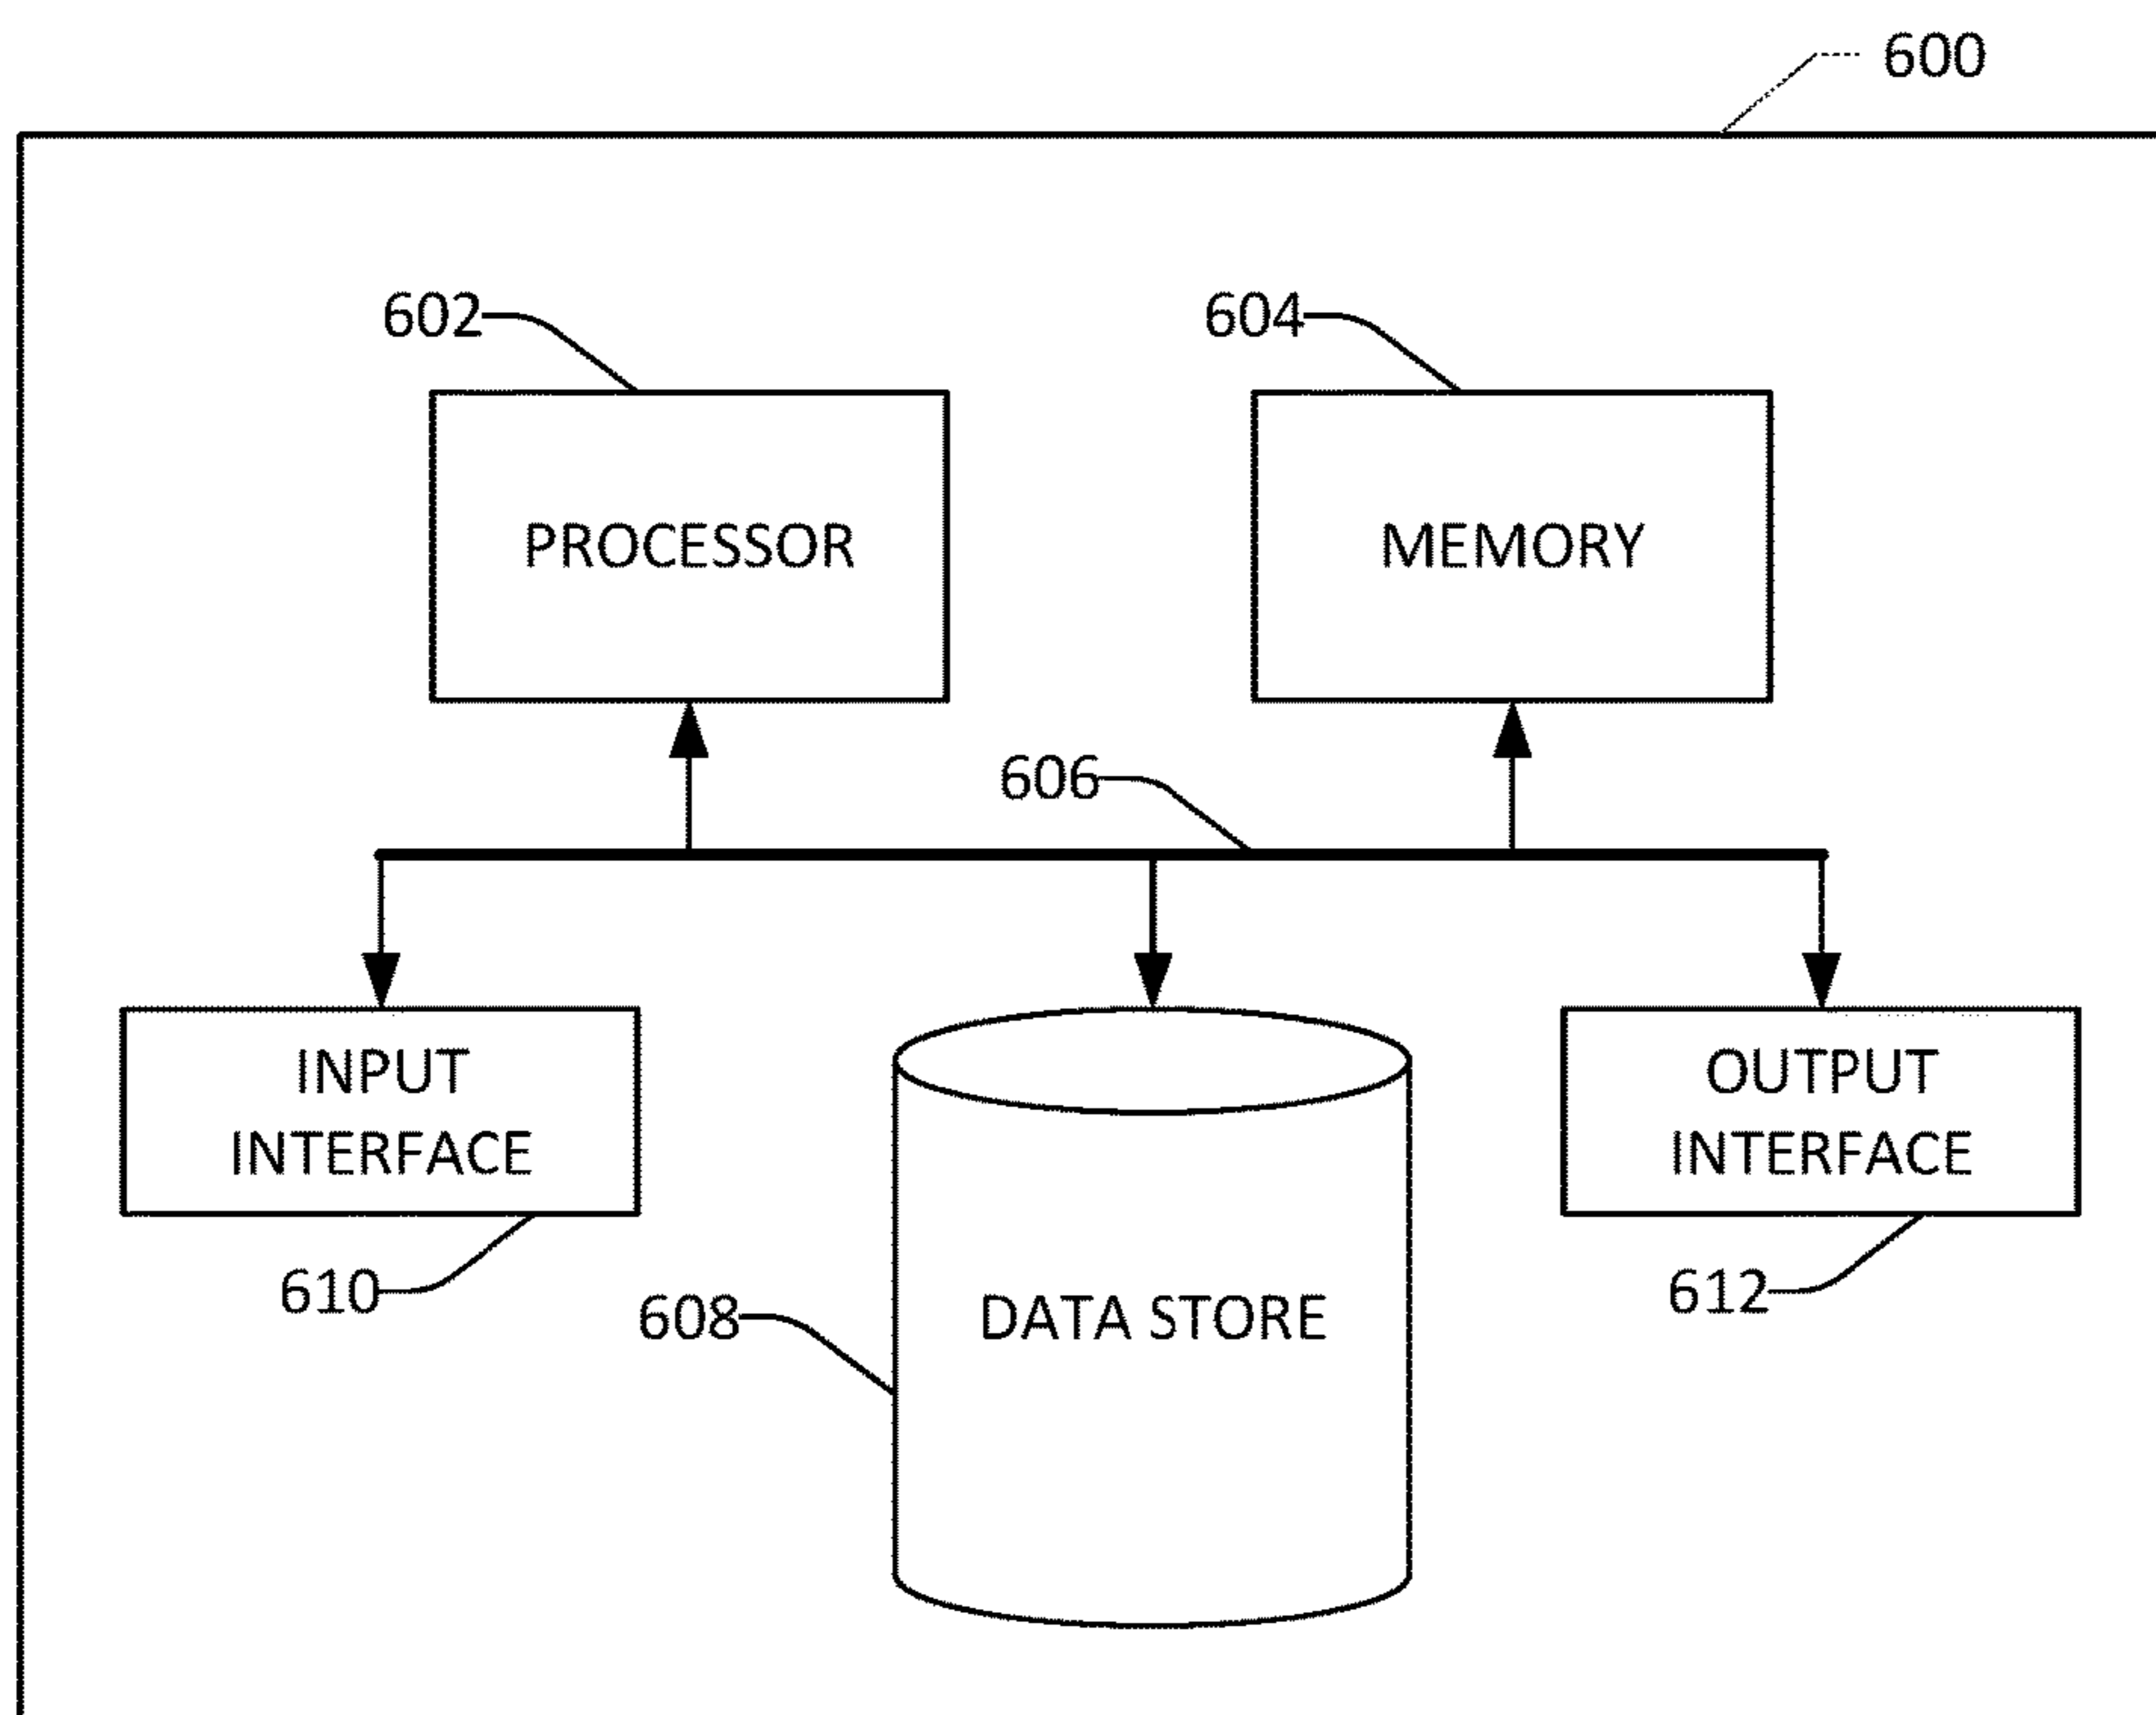 600
602
604
PROCESSOR
MEMORY
606
INPUT
INTERFACE
OUTPUT
INTERFACE
610
608
DATA STORE
612